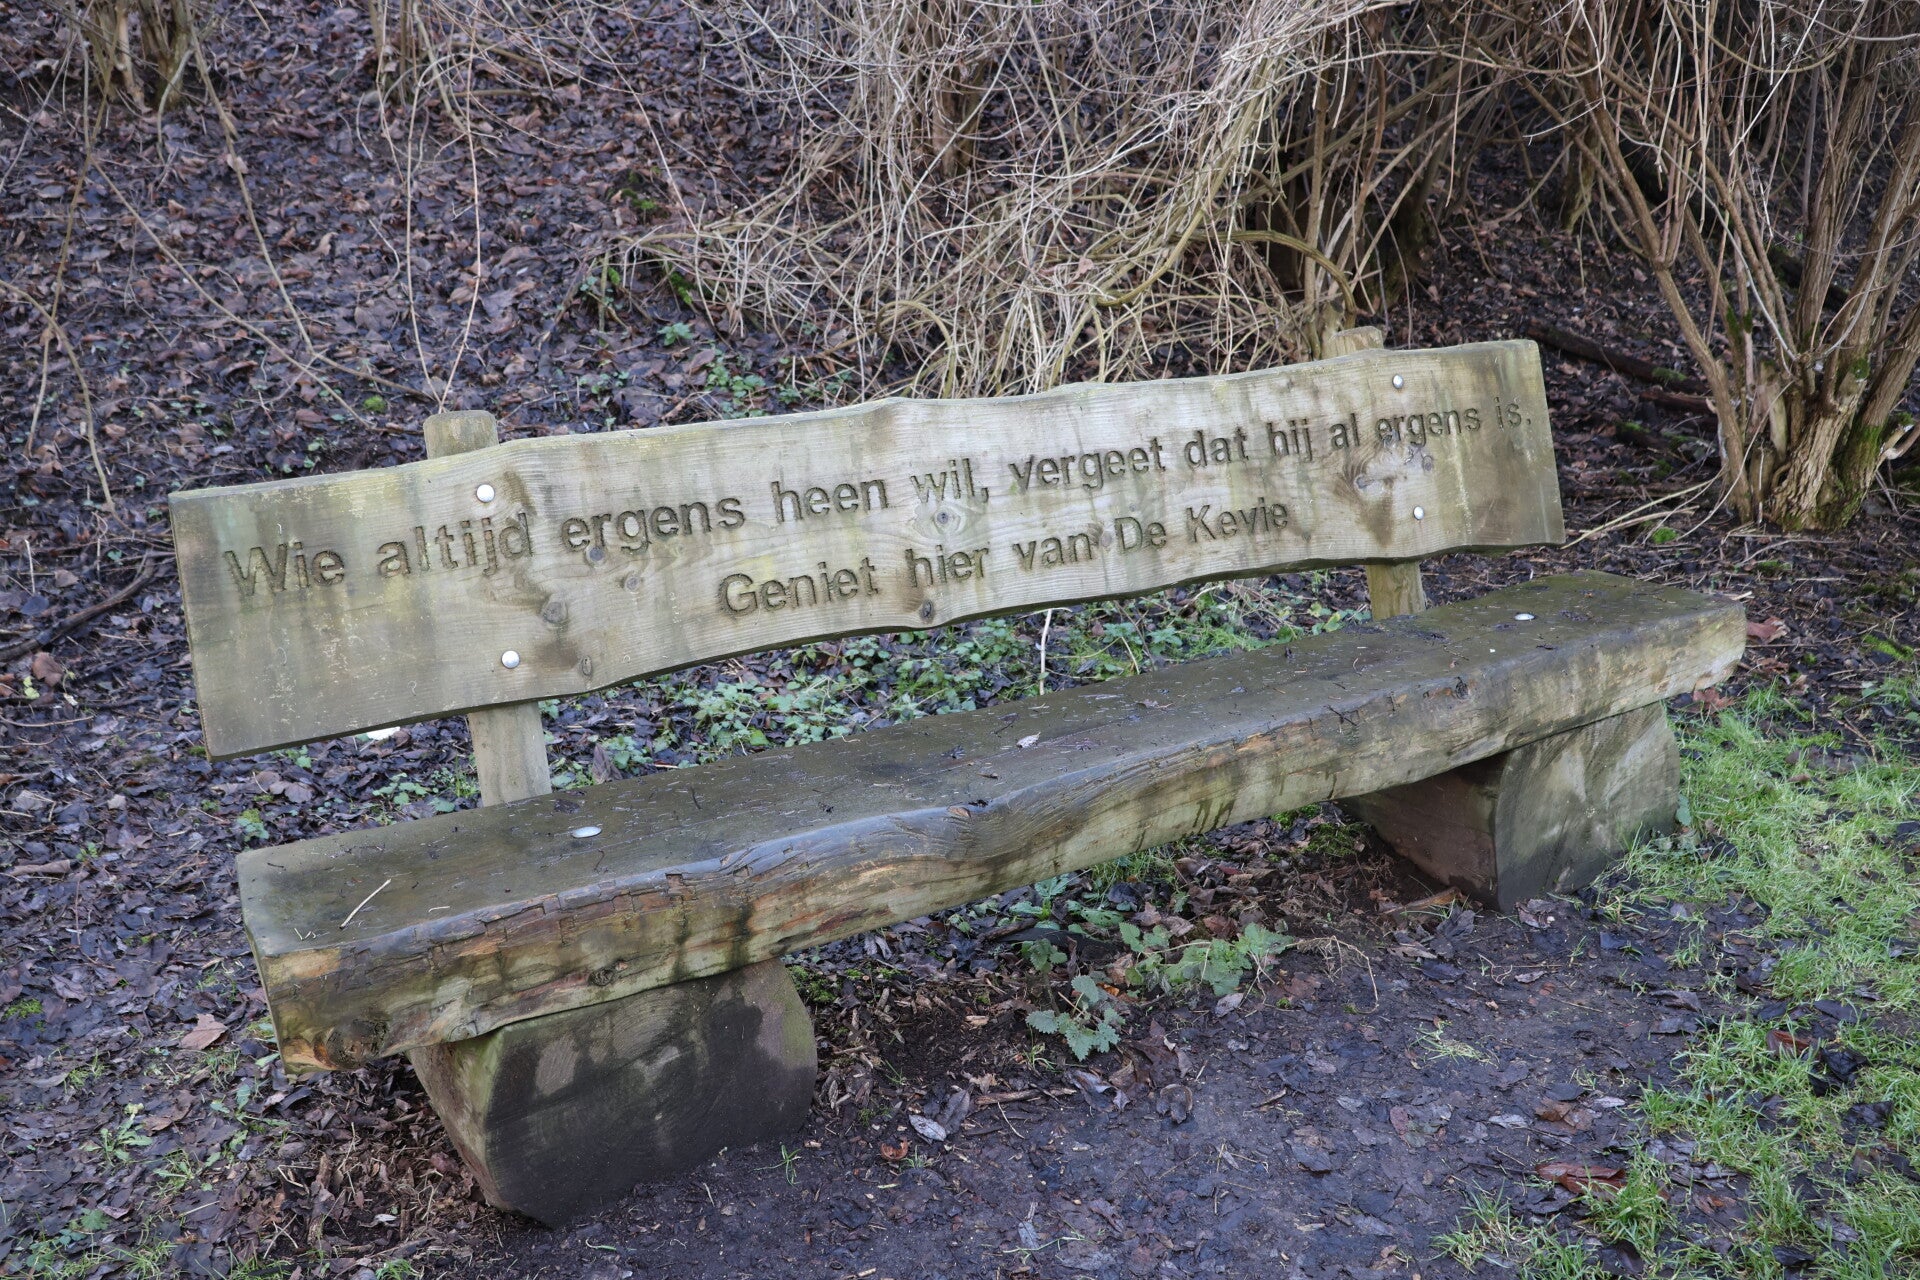 Wie altijd ergens heen wil, vergeet dat hij al ergens is.
Geniet hier van De Kevie